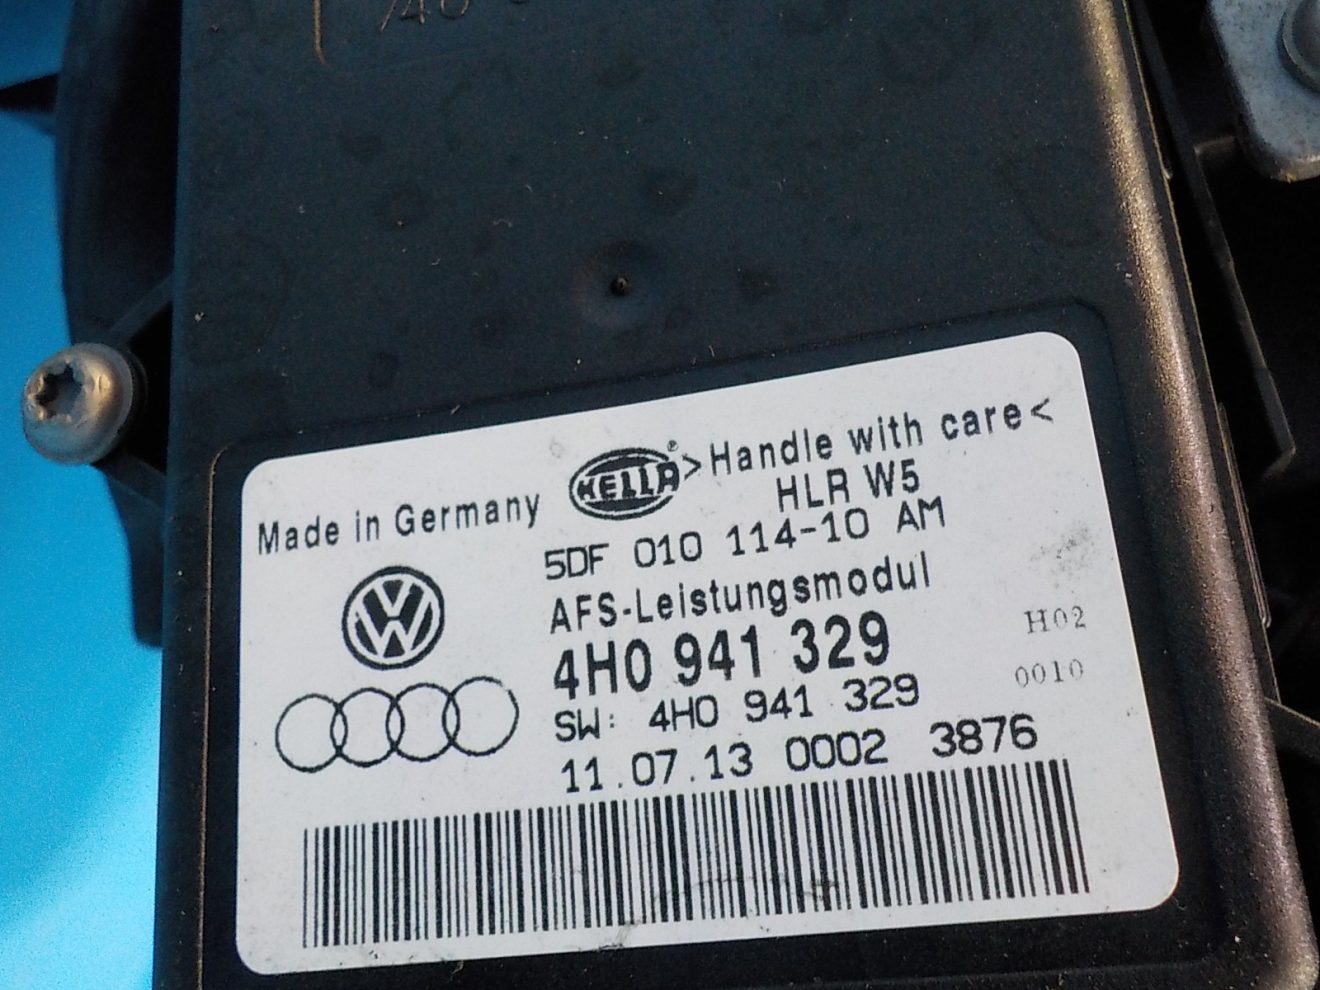 Made in Germany HELLA® >Handle with care<
HLR W5
5DF 010 114-10 AM
AFS-Leistungsmodul
4H0 941 329 H02
SW: 4H0 941 329 0010
11.07.13 0002 3876